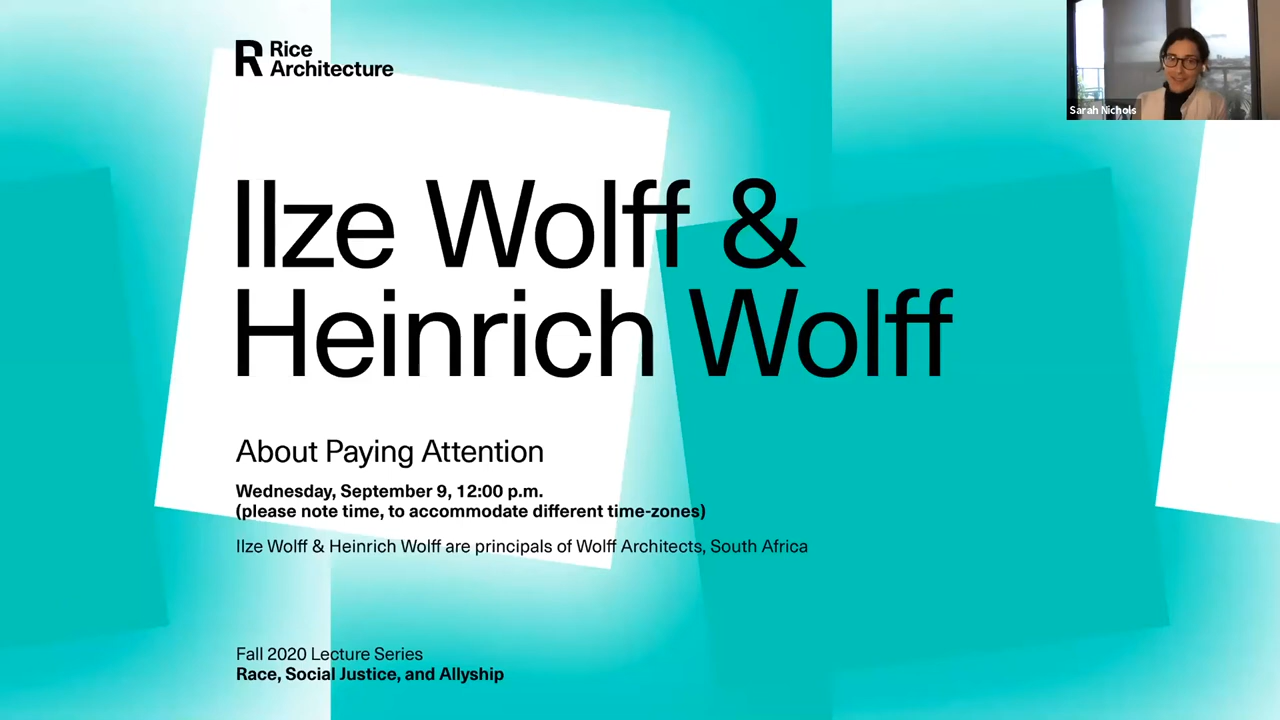 Rice
Architecture
Sarah Nichols
Ilze Wolff &
Heinrich Wolff
About Paying Attention
Wednesday, September 9, 12:00 p.m.
(please note time, to accommodate different time-zones)
Ilze Wolff & Heinrich Wolff are principals of Wolff Architects, South Africa
Fall 2020 Lecture Series
Race, Social Justice, and Allyship